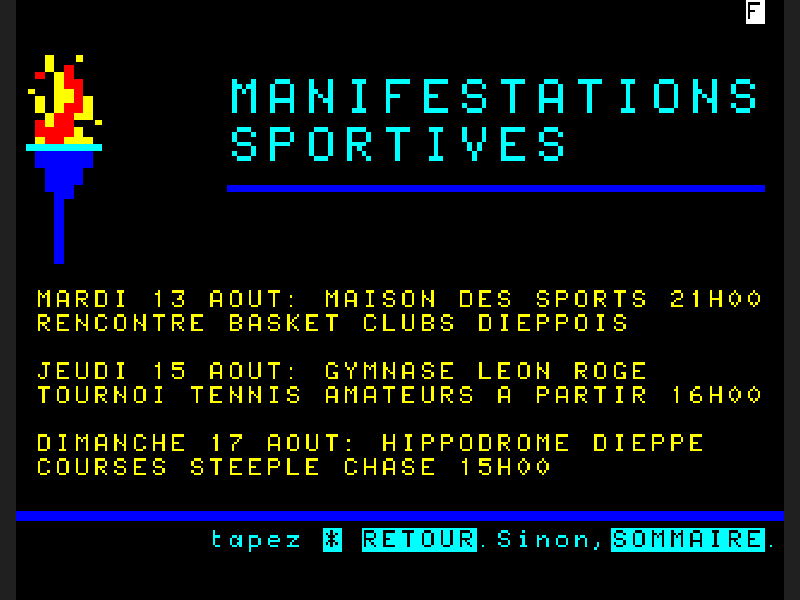 F
MANIFESTATIONS
SPORTIVES
MARDI 13 AOUT: MAISON DES SPORTS 21H00
RENCONTRE BASKET CLUBS DIEPPOIS
JEUDI 15 AOUT: GYMNASE LEON ROGE
TOURNOI TENNIS AMATEURS A PARTIR 16H00
DIMANCHE 17 AOUT: HIPPODROME DIEPPE
COURSES STEEPLE CHASE 15H00
tapez * RETOUR.Sinon,SOMMAIRE.